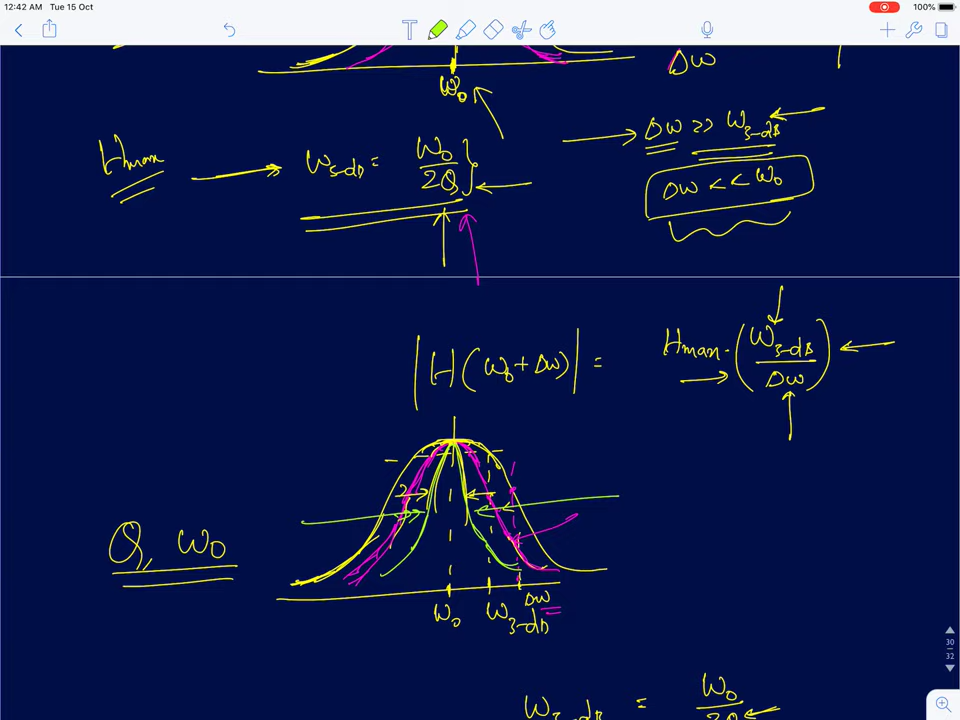 12:42 AM Tue 15 Oct
100%
Δω
ω₀
Hmax
ω₃₋dB = ω₀/2Q
Δω >> ω₃₋dB
Δω << ω₀
|H(ω₀+Δω)| = Hmax·(ω₃₋dB/Δω)
Q, ω₀
ω₀ ω₃₋dB Δω
30
32
ω₃₋dB = ω₀/2Q